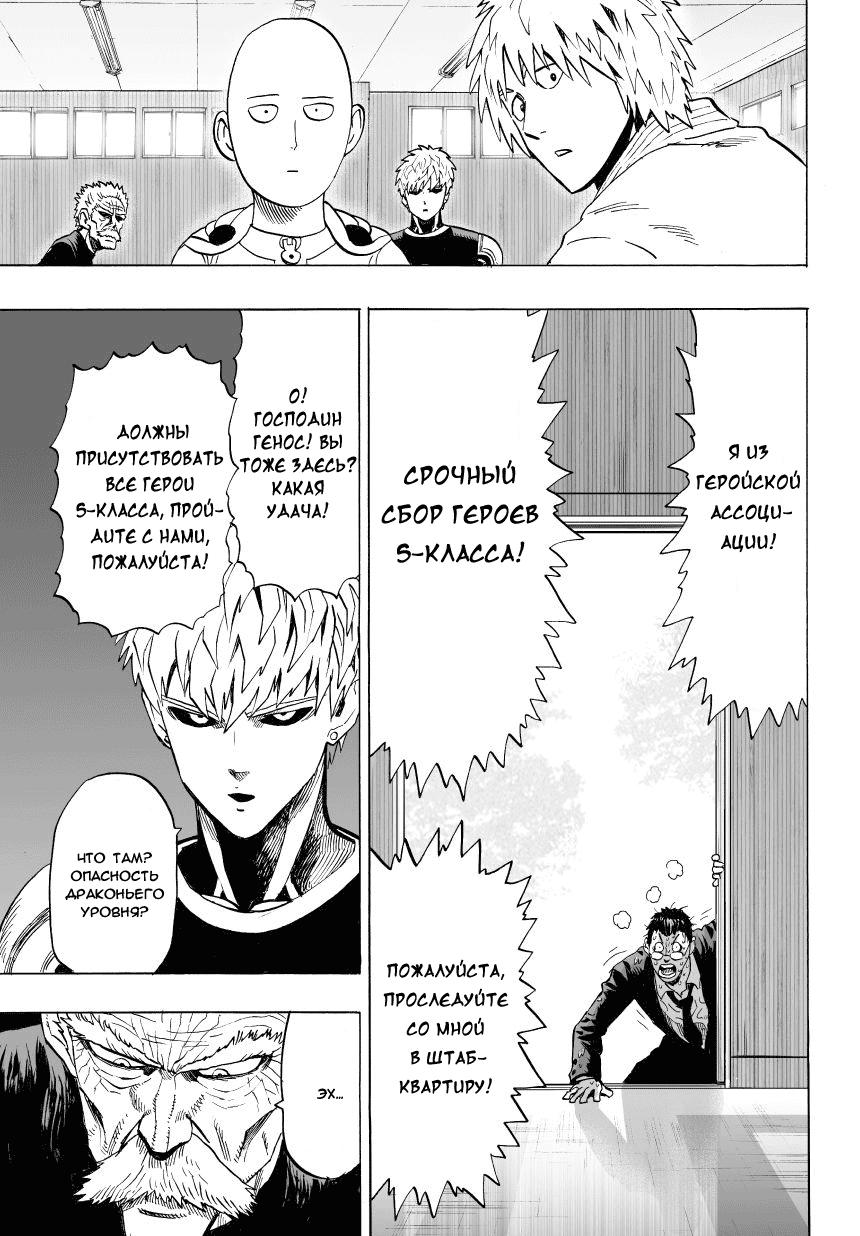 Я ИЗ
ГЕРОЙСКОЙ
АССОЦИ-
АЦИИ!
СРОЧНЫЙ
СБОР ГЕРОЕВ
S-КЛАССА!
ПОЖАЛУЙСТА,
ПРОСЛЕДУЙТЕ
СО МНОЙ
В ШТАБ-
КВАРТИРУ!
О!
ГОСПОДИН
ГЕНОС! ВЫ
ТОЖЕ ЗДЕСЬ?
КАКАЯ
УДАЧА!
ДОЛЖНЫ
ПРИСУТСТВОВАТЬ
ВСЕ ГЕРОИ
S-КЛАССА, ПРОЙ-
ДИТЕ С НАМИ,
ПОЖАЛУЙСТА!
ЧТО ТАМ?
ОПАСНОСТЬ
ДРАКОНЬЕГО
УРОВНЯ?
ЭХ...